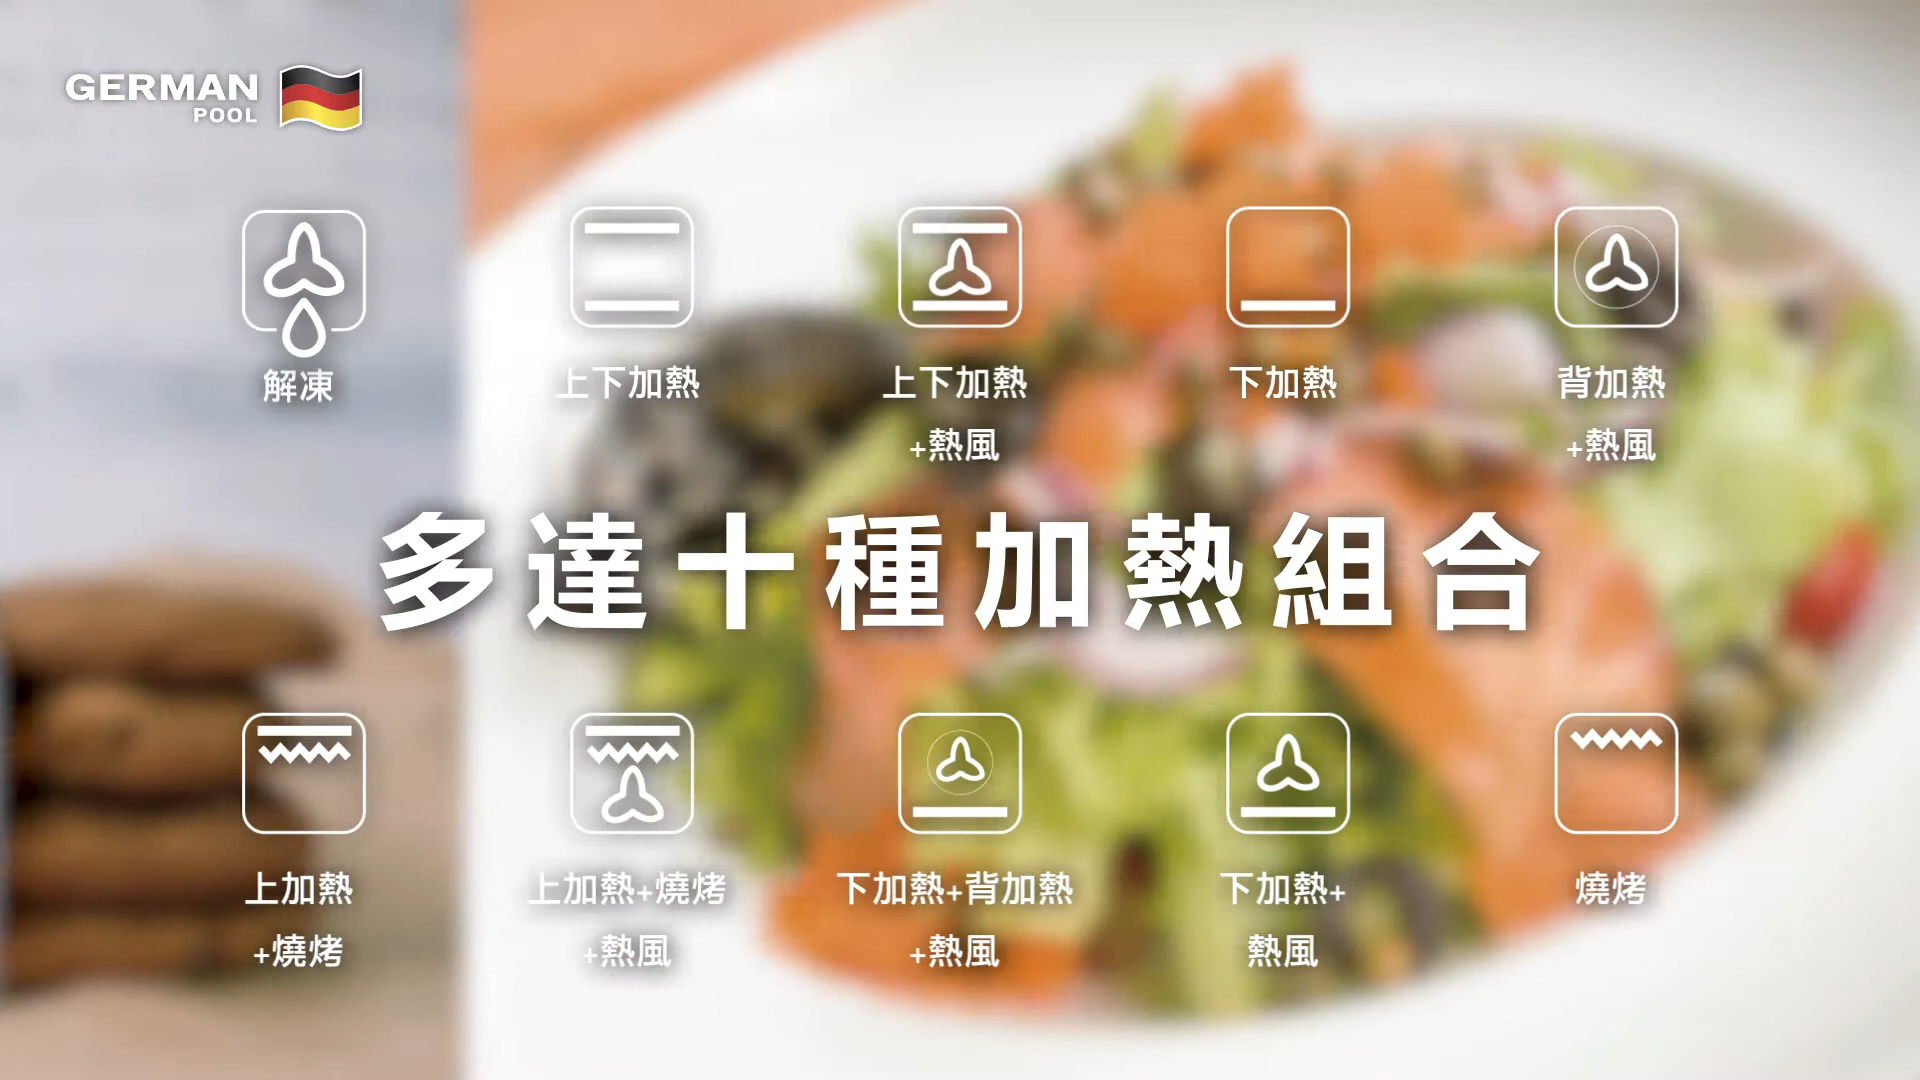 GERMAN
POOL
解凍
上下加熱
上下加熱
+熱風
下加熱
背加熱
+熱風
多達十種加熱組合
上加熱
+燒烤
上加熱+燒烤
+熱風
下加熱+背加熱
+熱風
下加熱+
熱風
燒烤